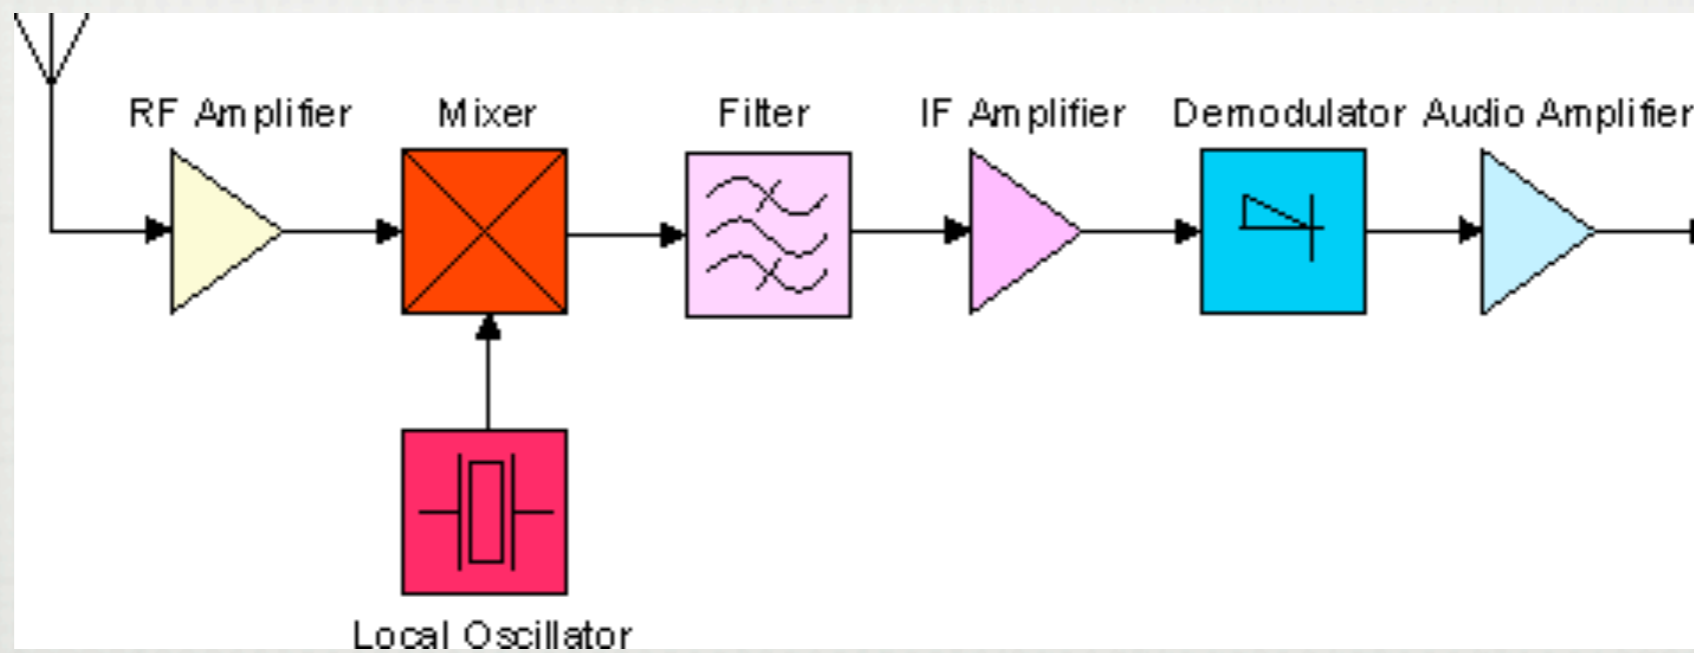 RF Amplifier Mixer Filter IF Amplifier Demodulator Audio Amplifier
Local Oscillator